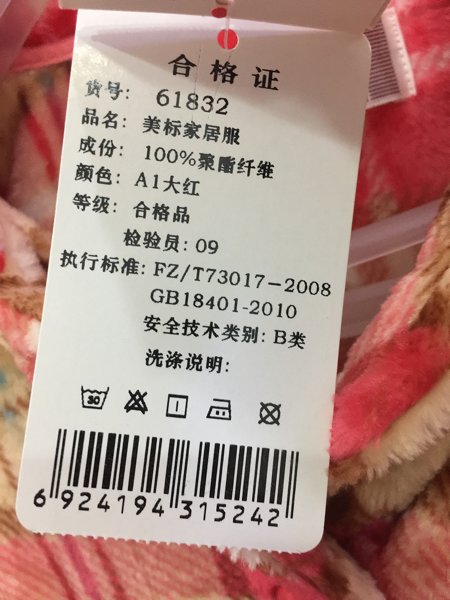 合格证
货号: 61832
品名: 美标家居服
成份: 100%聚酯纤维
颜色: A1大红
等级: 合格品
检验员: 09
执行标准: FZ/T73017-2008
GB18401-2010
安全技术类别: B类
洗涤说明:
30
6 924194 315242